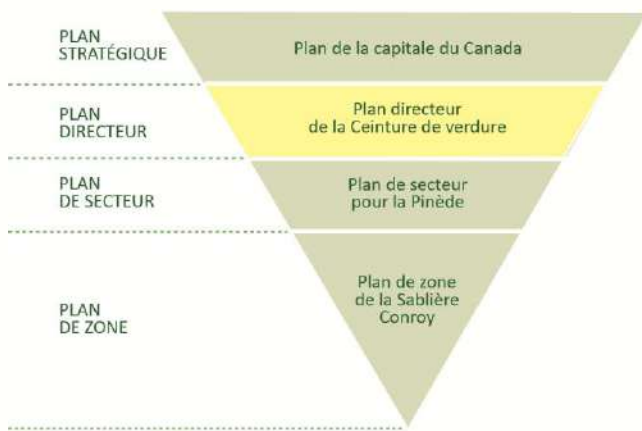 PLAN
STRATÉGIQUE
Plan de la capitale du Canada
PLAN
DIRECTEUR
Plan directeur
de la Ceinture de verdure
PLAN
DE SECTEUR
Plan de secteur
pour la Pinède
PLAN
DE ZONE
Plan de zone
de la Sablière
Conroy